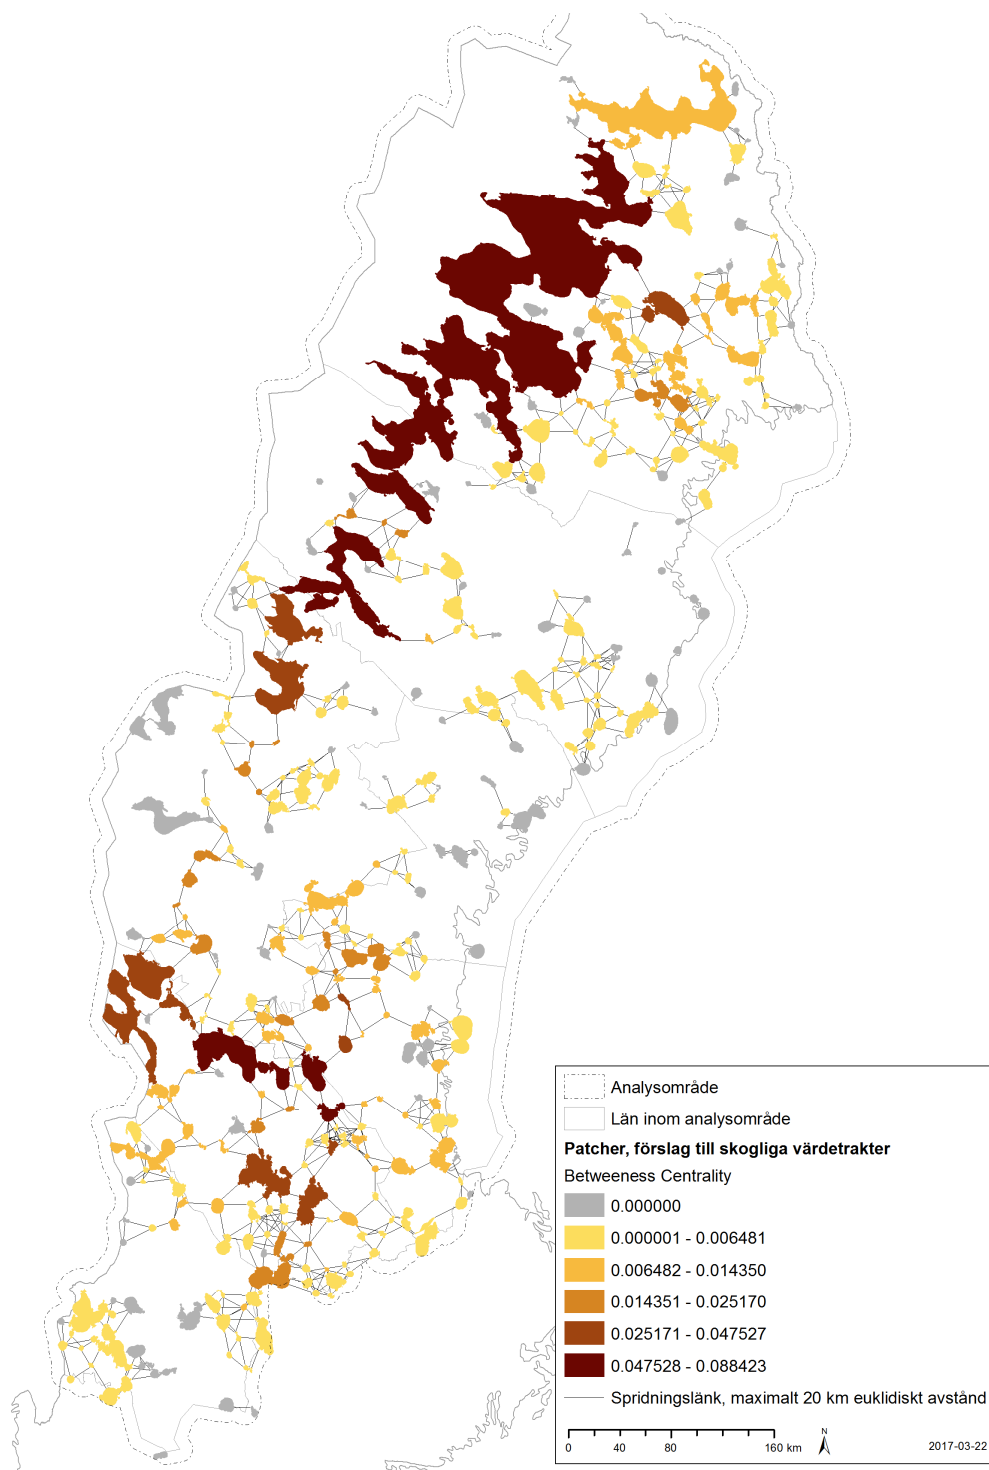 Analysområde
Län inom analysområde
Patcher, förslag till skogliga värdetrakter
Betweeness Centrality
0.000000
0.000001 - 0.006481
0.006482 - 0.014350
0.014351 - 0.025170
0.025171 - 0.047527
0.047528 - 0.088423
Spridningslänk, maximalt 20 km euklidiskt avstånd
N
0 40 80 160 km
2017-03-22